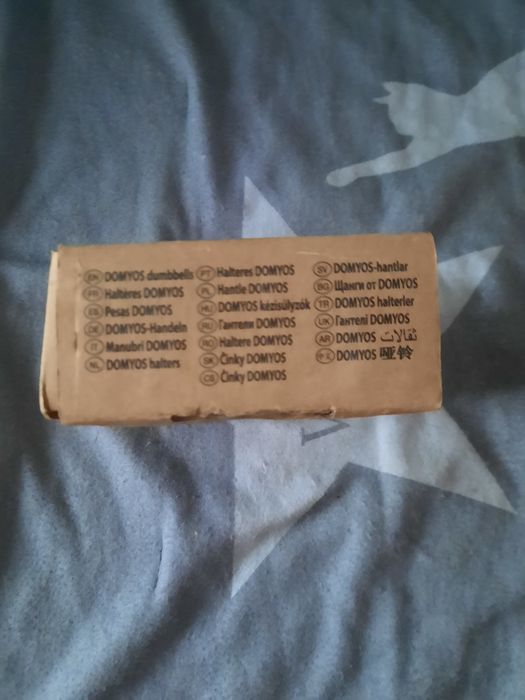 EN DOMYOS dumbbells
FR Haltères DOMYOS
ES Pesas DOMYOS
DE DOMYOS-Handeln
IT Manubri DOMYOS
NL DOMYOS halters
PT Halteres DOMYOS
PL Hantle DOMYOS
HU DOMYOS kézisúlyzók
RU Гантели DOMYOS
RO Haltere DOMYOS
SK Činky DOMYOS
CS Činky DOMYOS
SV DOMYOS-hantlar
BG Щанги от DOMYOS
TR DOMYOS halterler
UK Гантелі DOMYOS
AR DOMYOS ثقالات
中文 DOMYOS 哑铃